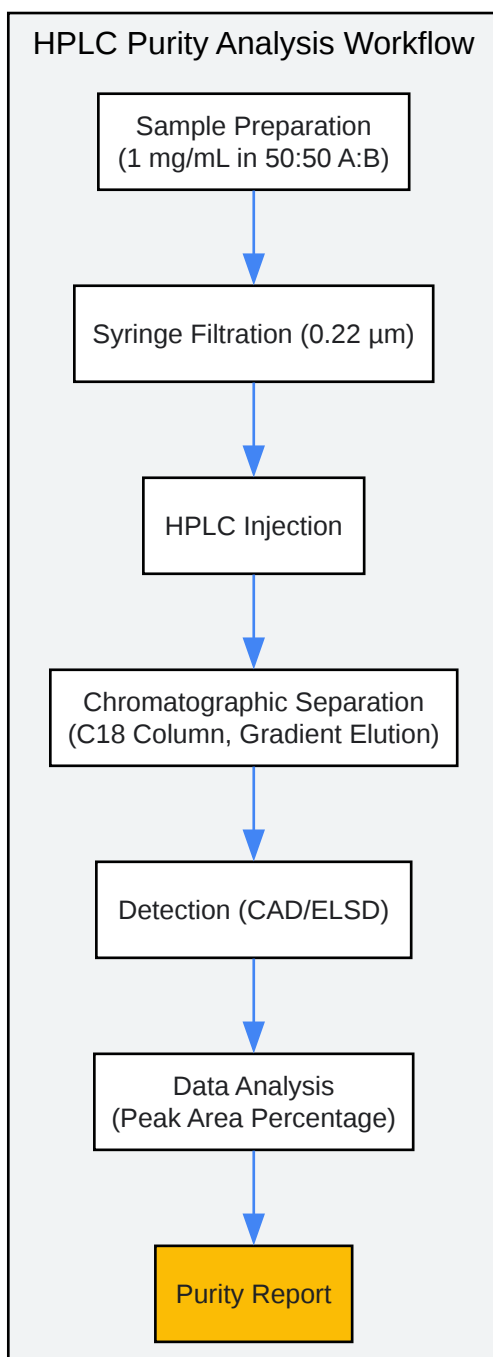 HPLC Purity Analysis Workflow
Sample Preparation
(1 mg/mL in 50:50 A:B)
Syringe Filtration (0.22 µm)
HPLC Injection
Chromatographic Separation
(C18 Column, Gradient Elution)
Detection (CAD/ELSD)
Data Analysis
(Peak Area Percentage)
Purity Report